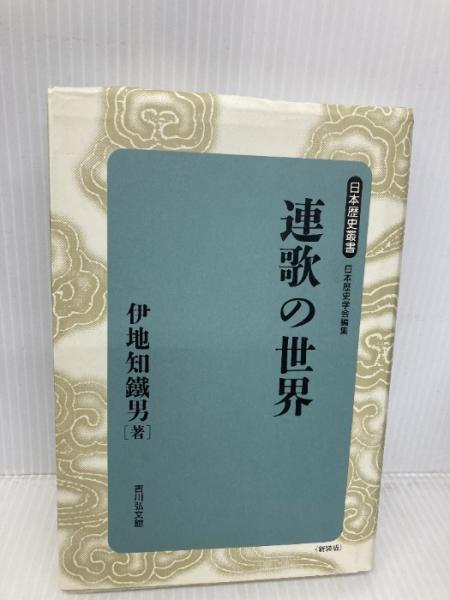 日本歴史叢書
日本歴史学会編集
連歌の世界
伊地知鐵男[著]
吉川弘文館
(新装版)